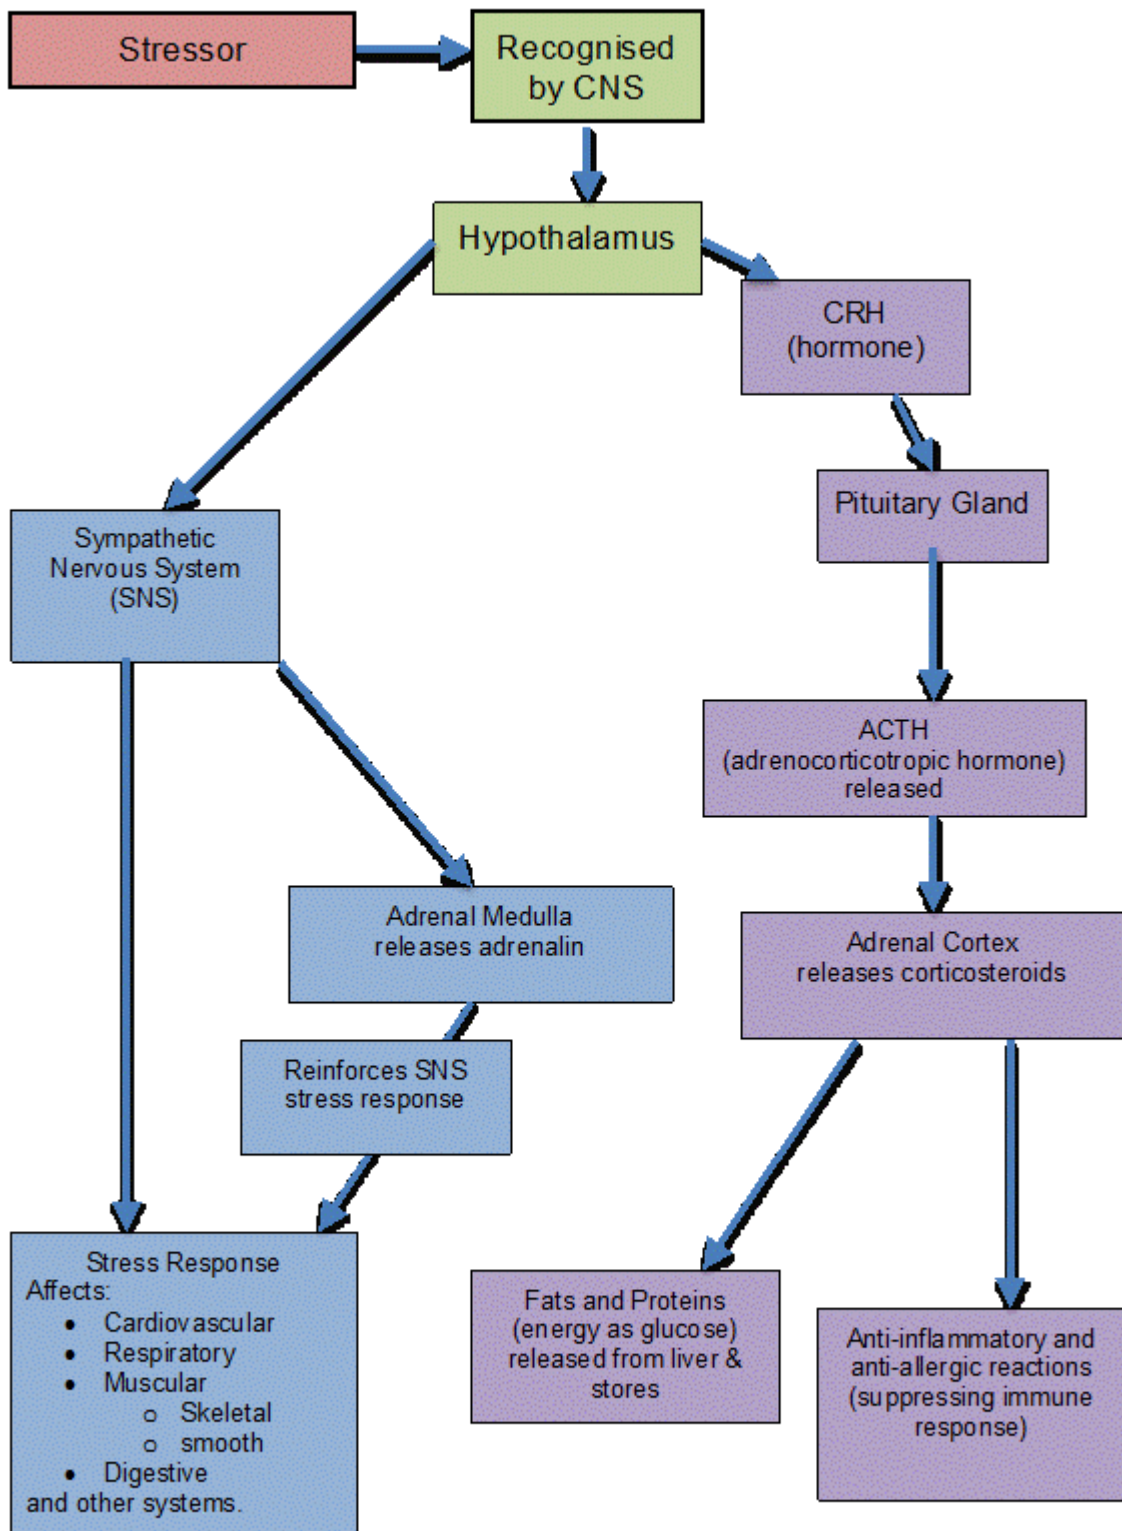 Stressor
Recognised
by CNS
Hypothalamus
CRH
(hormone)
Pituitary Gland
Sympathetic
Nervous System
(SNS)
ACTH
(adrenocorticotropic hormone)
released
Adrenal Medulla
releases adrenalin
Adrenal Cortex
releases corticosteroids
Reinforces SNS
stress response
Stress Response
Affects:
• Cardiovascular
• Respiratory
• Muscular
o Skeletal
o smooth
• Digestive
and other systems.
Fats and Proteins
(energy as glucose)
released from liver &
stores
Anti-inflammatory and
anti-allergic reactions
(suppressing immune
response)